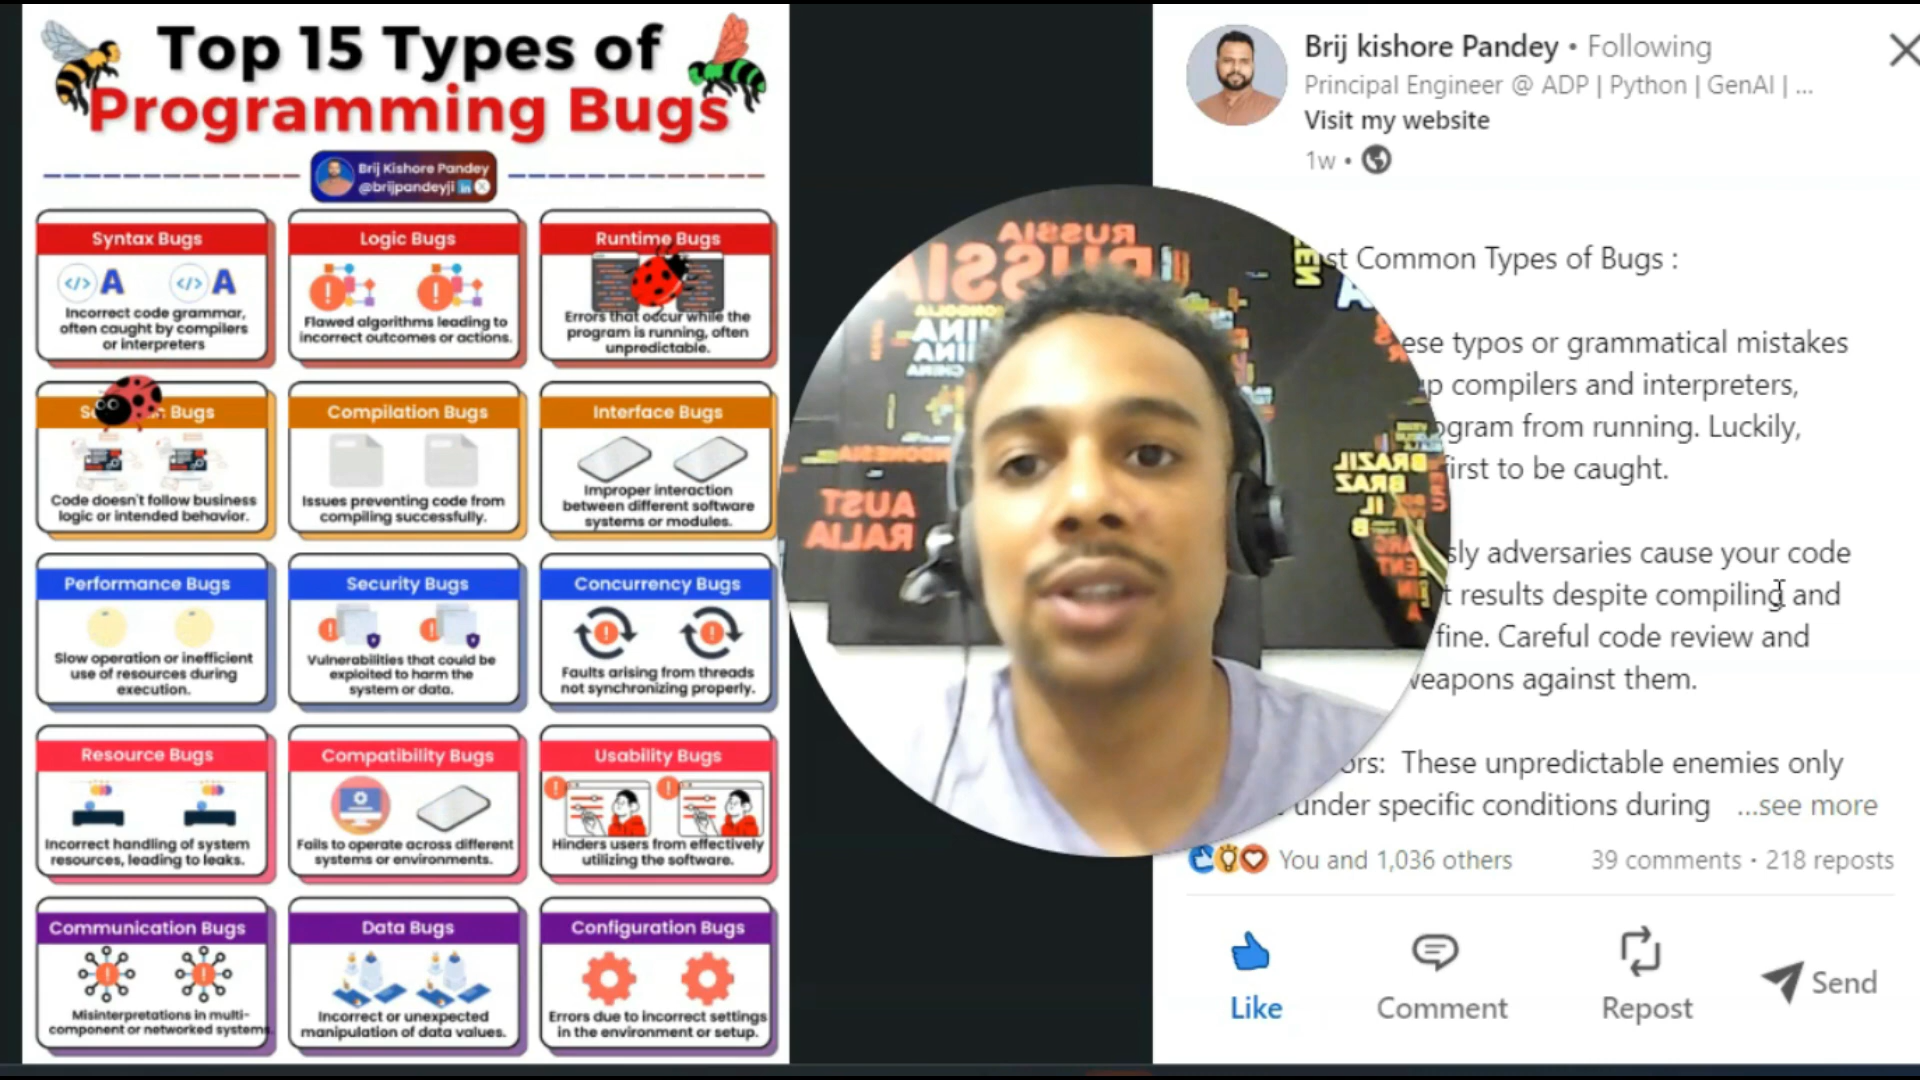 Top 15 Types of
Programming Bugs
Brij Kishore Pandey
@brijpandeyji in X
Syntax Bugs
</> A </> A
Incorrect code grammar,
often caught by compilers
or interpreters
Logic Bugs
Flawed algorithms leading to
incorrect outcomes or actions.
Runtime Bugs
Errors that occur while the
program is running, often
unpredictable.
Bugs
Code doesn't follow business
logic or intended behavior.
Compilation Bugs
Issues preventing code from
compiling successfully.
Interface Bugs
Improper interaction
between different software
systems or modules.
Performance Bugs
Slow operation or inefficient
use of resources during
execution.
Security Bugs
Vulnerabilities that could be
exploited to harm the
system or data.
Concurrency Bugs
Faults arising from threads
not synchronizing properly.
Resource Bugs
Incorrect handling of system
resources, leading to leaks.
Compatibility Bugs
Fails to operate across different
systems or environments.
Usability Bugs
Hinders users from effectively
utilizing the software.
Communication Bugs
Misinterpretations in multi-
component or networked systems.
Data Bugs
Incorrect or unexpected
manipulation of data values.
Configuration Bugs
Errors due to incorrect settings
in the environment or setup.
RUSSIA
RUSSIA
CHINA
INDONESIA
AUST
RALIA
BRAZIL
BRAZ
IL
B
Brij kishore Pandey • Following
Principal Engineer @ ADP | Python | GenAI | ...
Visit my website
1w •
st Common Types of Bugs :
ese typos or grammatical mistakes
up compilers and interpreters,
ogram from running. Luckily,
first to be caught.
sly adversaries cause your code
t results despite compiling and
fine. Careful code review and
weapons against them.
ors: These unpredictable enemies only
under specific conditions during ...see more
You and 1,036 others 39 comments • 218 reposts
Like Comment Repost Send